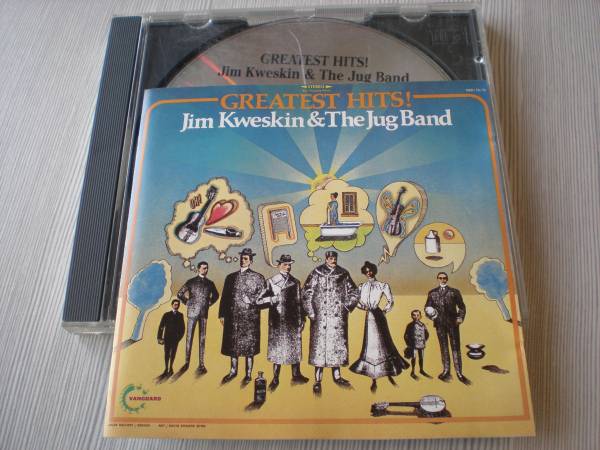 GREATEST HITS!
Jim Kweskin & The Jug Band
STEREO
GREATEST HITS!
Jim Kweskin & The Jug Band
VANGUARD